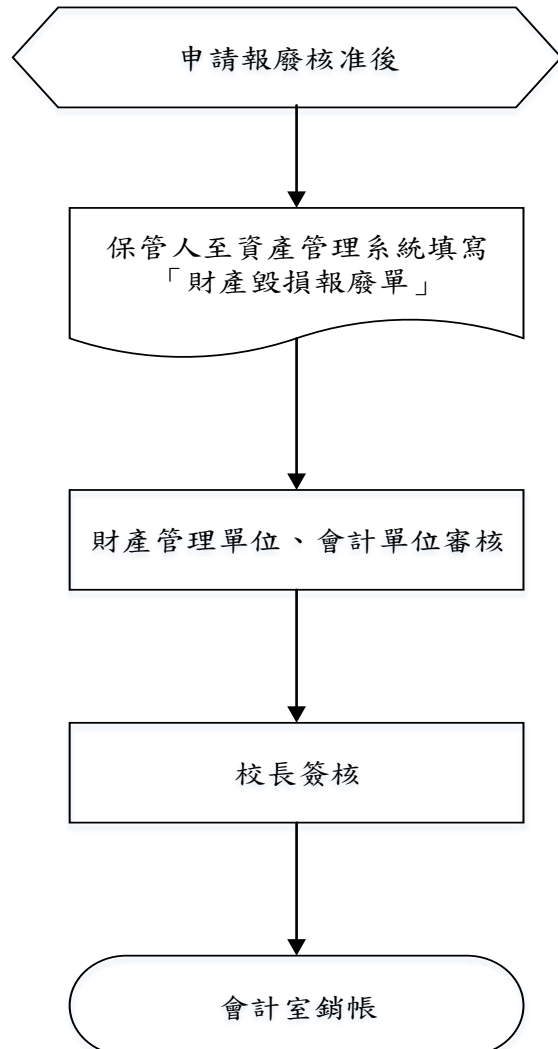 申請報廢核准後
保管人至資產管理系統填寫
「財產毀損報廢單」
財產管理單位、會計單位審核
校長簽核
會計室銷帳